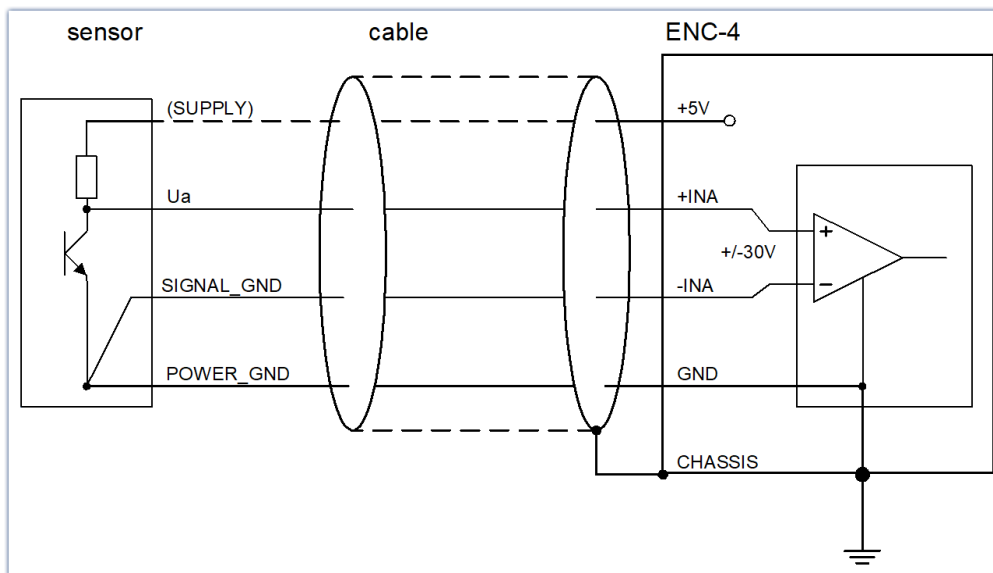 sensor cable ENC-4
(SUPPLY) +5V
Ua +INA
+/-30V
SIGNAL_GND -INA
POWER_GND GND
CHASSIS